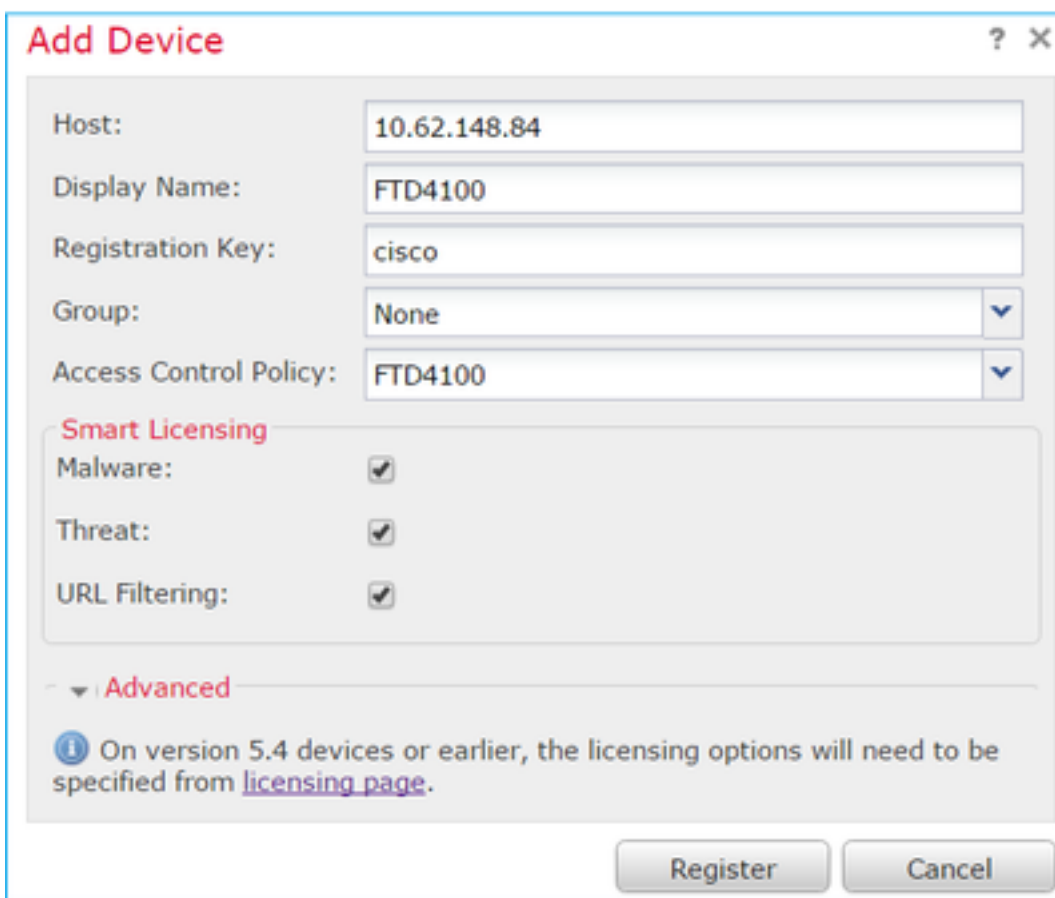 Add Device ? ×
Host: 10.62.148.84
Display Name: FTD4100
Registration Key: cisco
Group: None
Access Control Policy: FTD4100
Smart Licensing
Malware:
Threat:
URL Filtering:
Advanced
On version 5.4 devices or earlier, the licensing options will need to be
specified from licensing page.
Register Cancel